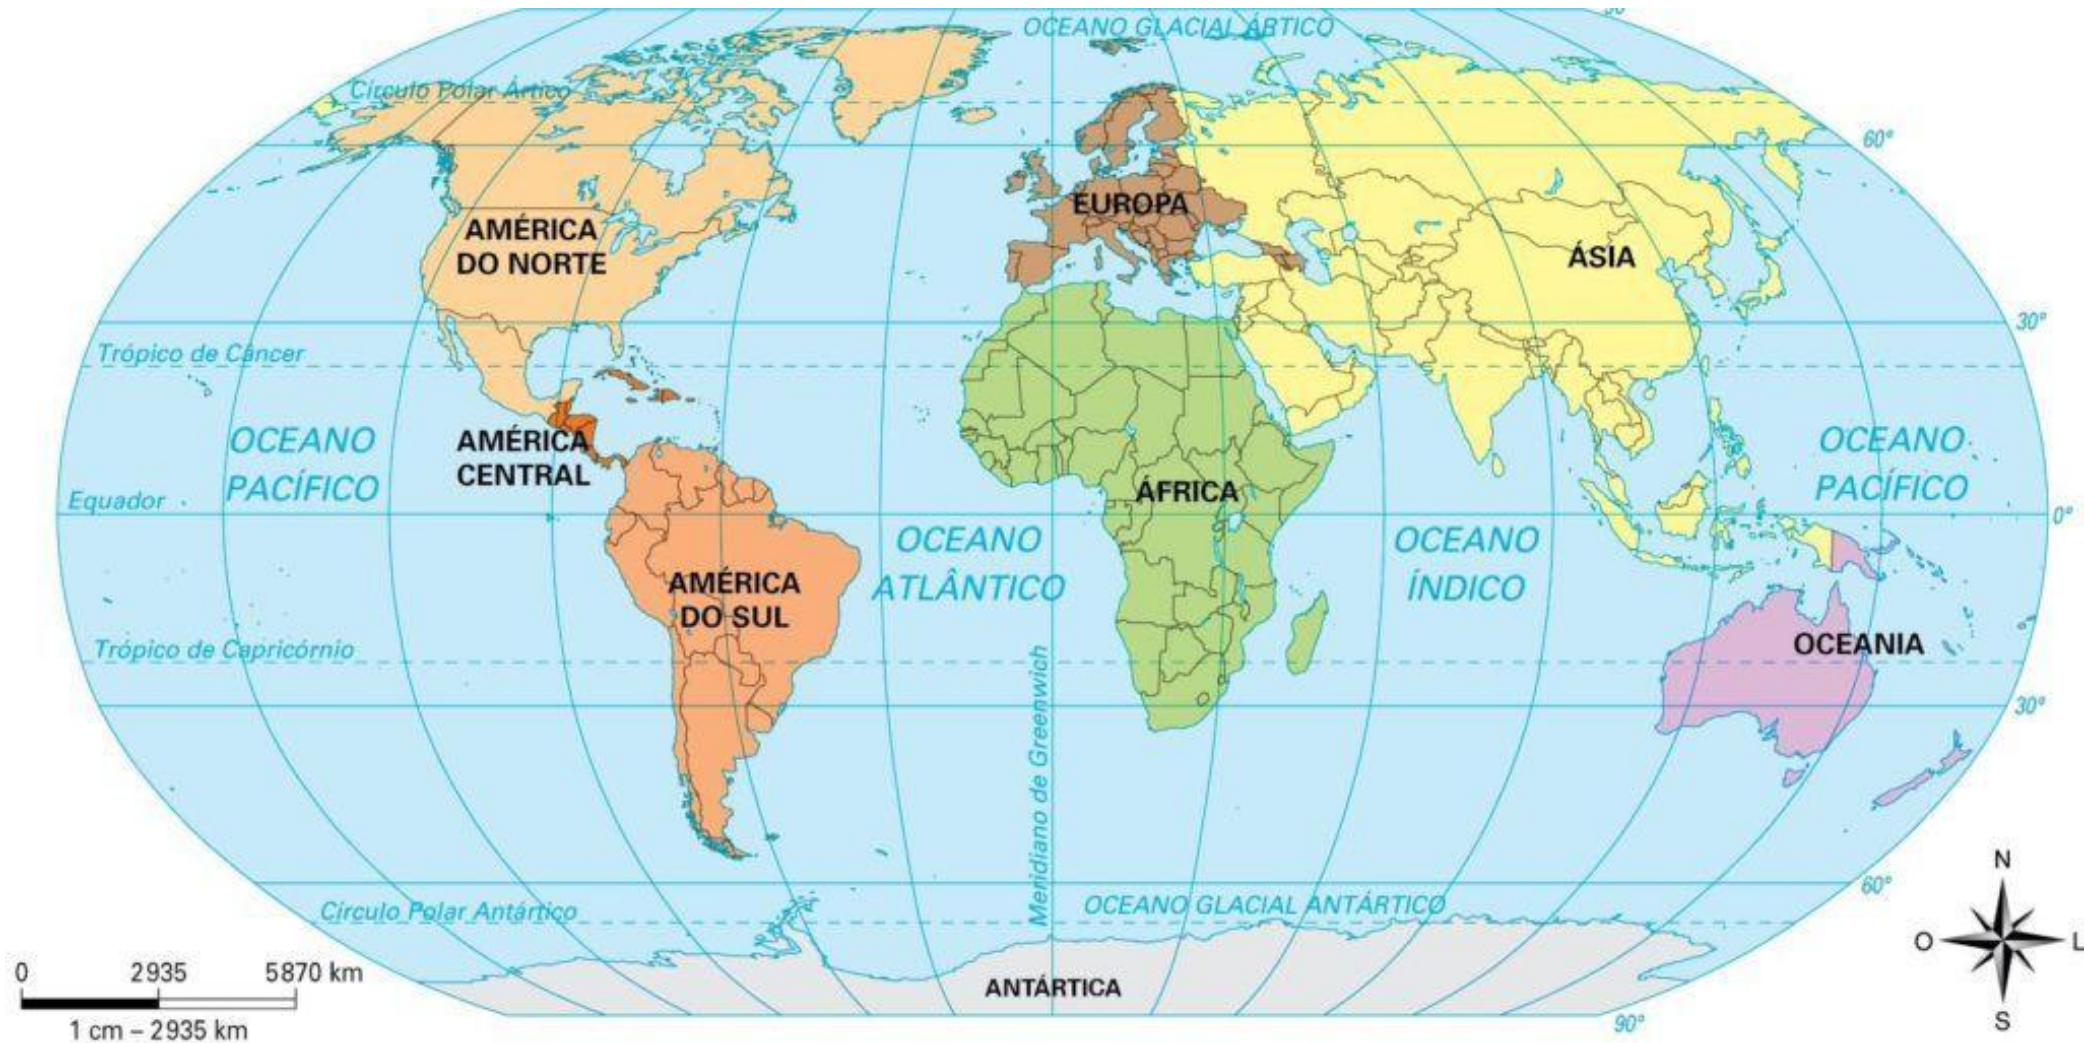 90°
OCEANO GLACIAL ÁRTICO
Círculo Polar Ártico
60°
EUROPA
AMÉRICA
DO NORTE
ÁSIA
30°
Trópico de Câncer
OCEANO
PACÍFICO
AMÉRICA
CENTRAL
OCEANO
PACÍFICO
ÁFRICA
Equador
0°
OCEANO
ATLÂNTICO
OCEANO
ÍNDICO
AMÉRICA
DO SUL
OCEANIA
Trópico de Capricórnio
Meridiano de Greenwich
30°
60°
Círculo Polar Antártico
OCEANO GLACIAL ANTÁRTICO
N
O
L
S
0 2935 5870 km
1 cm – 2935 km
ANTÁRTICA
90°